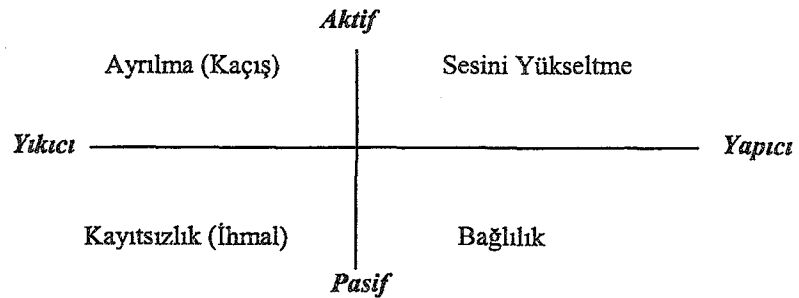 Aktif
Ayrılma (Kaçış) Sesini Yükseltme
Yıkıcı Yapıcı
Kayıtsızlık (İhmal) Bağlılık
Pasif